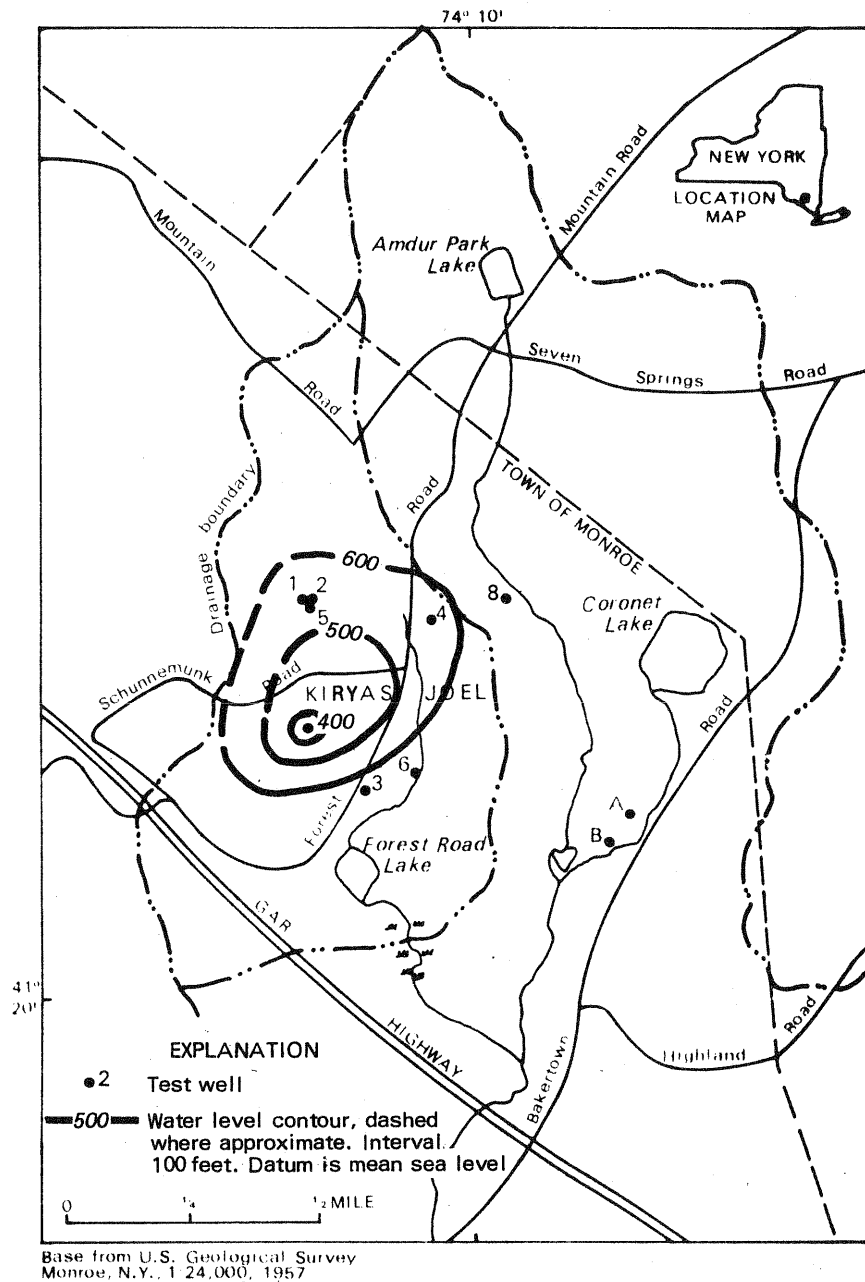 74° 10'
NEW YORK
LOCATION
MAP
Mountain Road
Mountain
Road
Amdur Park
Lake
Seven
Springs
Road
Road
TOWN OF MONROE
Drainage boundary
600
1
2
5
4
8
500
Coronet
Lake
Schunnemunk
Road
KIRYAS JOEL
400
Road
6
3
A
B
Forest
Forest Road
Lake
GAR
HIGHWAY
41°
20'
Bakertown
Highland
Road
EXPLANATION
2 Test well
500 Water level contour, dashed
where approximate. Interval
100 feet. Datum is mean sea level
0 1/4 1/2 MILE
Base from U.S. Geological Survey
Monroe, N.Y., 1:24,000, 1957